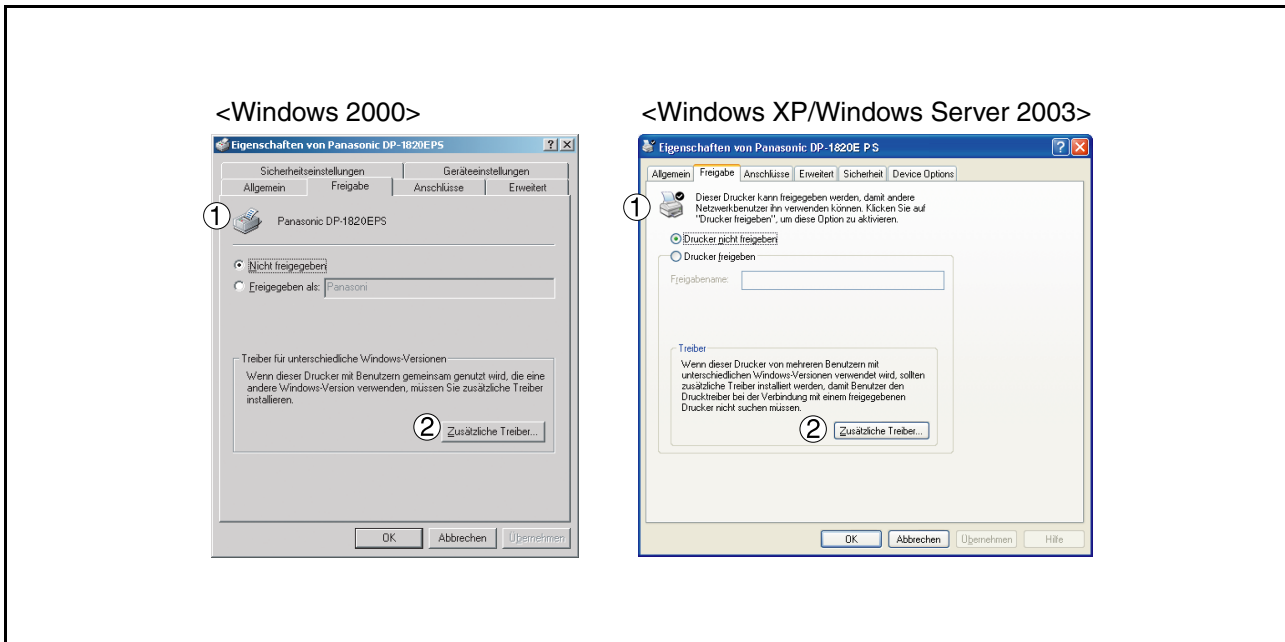 <Windows 2000>
Eigenschaften von Panasonic DP-1820EPS
Sicherheitseinstellungen Geräteeinstellungen
Allgemein Freigabe Anschlüsse Erweitert
1
Panasonic DP-1820EPS
Nicht freigegeben
Freigegeben als: Panasoni
Treiber für unterschiedliche Windows-Versionen
Wenn dieser Drucker mit Benutzern gemeinsam genutzt wird, die eine
andere Windows-Version verwenden, müssen Sie zusätzliche Treiber
installieren.
2 Zusätzliche Treiber...
OK Abbrechen Übernehmen
<Windows XP/Windows Server 2003>
Eigenschaften von Panasonic DP-1820E PS
Allgemein Freigabe Anschlüsse Erweitert Sicherheit Device Options
1
Dieser Drucker kann freigegeben werden, damit andere
Netzwerkbenutzer ihn verwenden können. Klicken Sie auf
"Drucker freigeben", um diese Option zu aktivieren.
Drucker nicht freigeben
Drucker freigeben
Freigabename:
Treiber
Wenn dieser Drucker von mehreren Benutzern mit
unterschiedlichen Windows-Versionen verwendet wird, sollten
zusätzliche Treiber installiert werden, damit Benutzer den
Drucktreiber bei der Verbindung mit einem freigegebenen
Drucker nicht suchen müssen.
2 Zusätzliche Treiber...
OK Abbrechen Übernehmen Hilfe